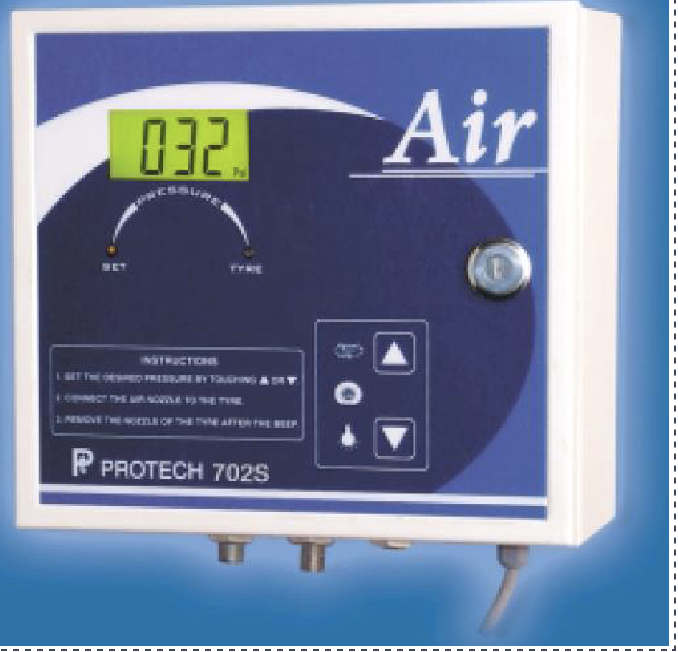 Air
032
Psi
PRESSURE
SET
TYRE
INSTRUCTIONS
1. SET THE DESIRED PRESSURE BY TOUCHING ▲ OR ▼.
2. CONNECT THE AIR NOZZLE TO THE TYRE.
3. REMOVE THE NOZZLE OF THE TYRE AFTER THE BEEP.
PROTECH 702S